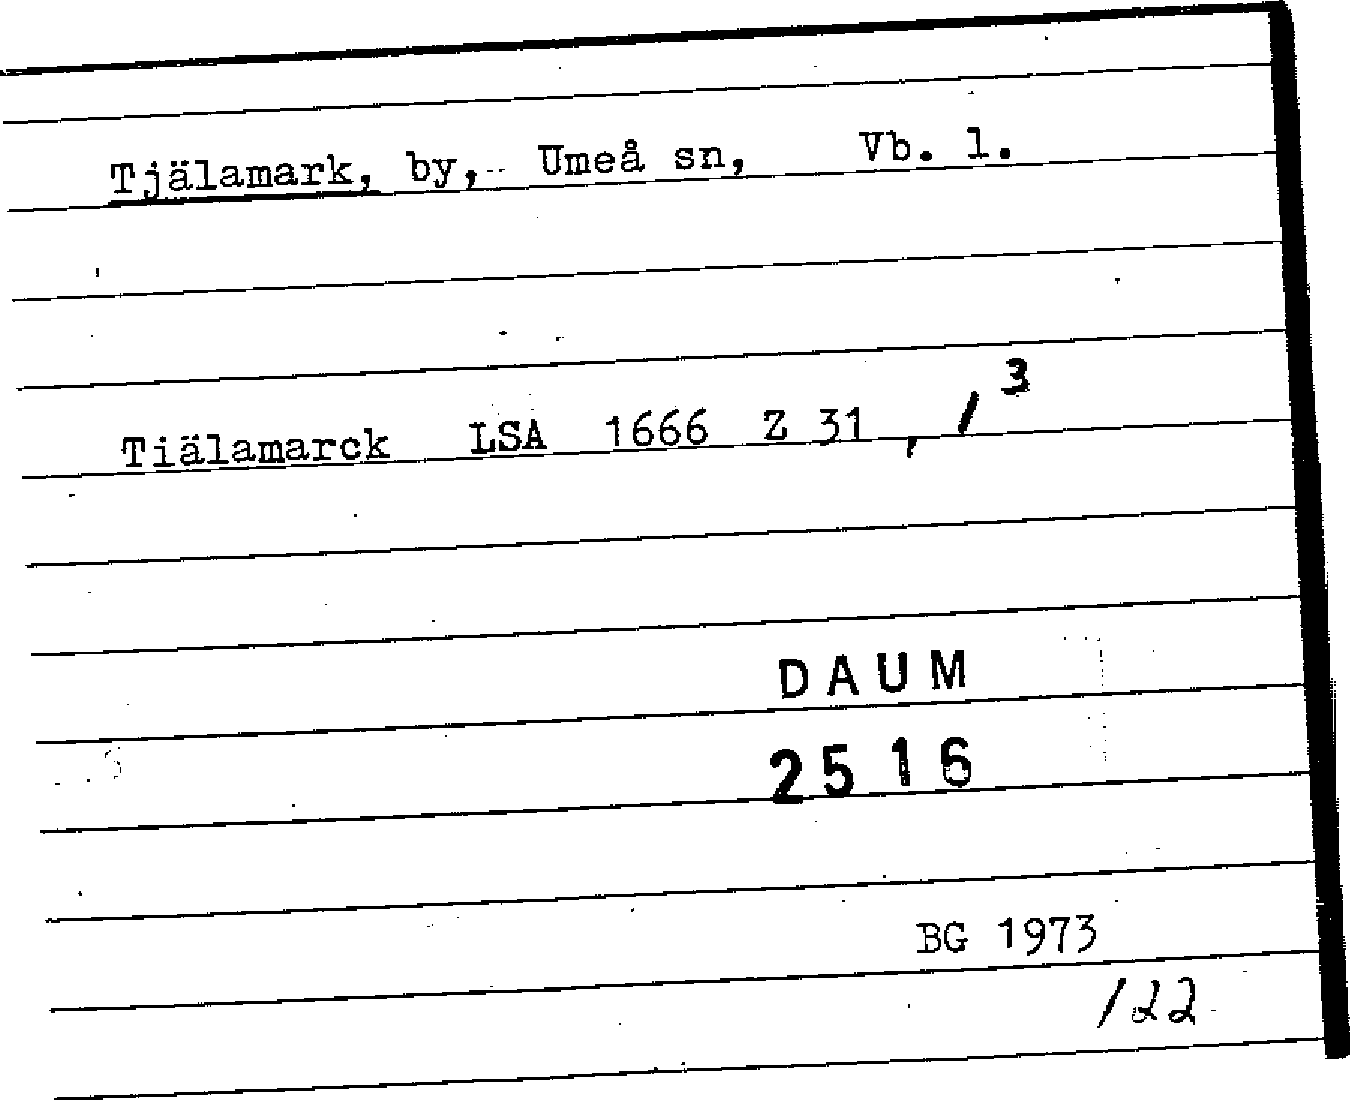 Tjälamark, by, Umeå sn, Vb. l.
Tiälamarck LSA 1666 Z 31 , /3
DAUM
2516
BG 1973
/22